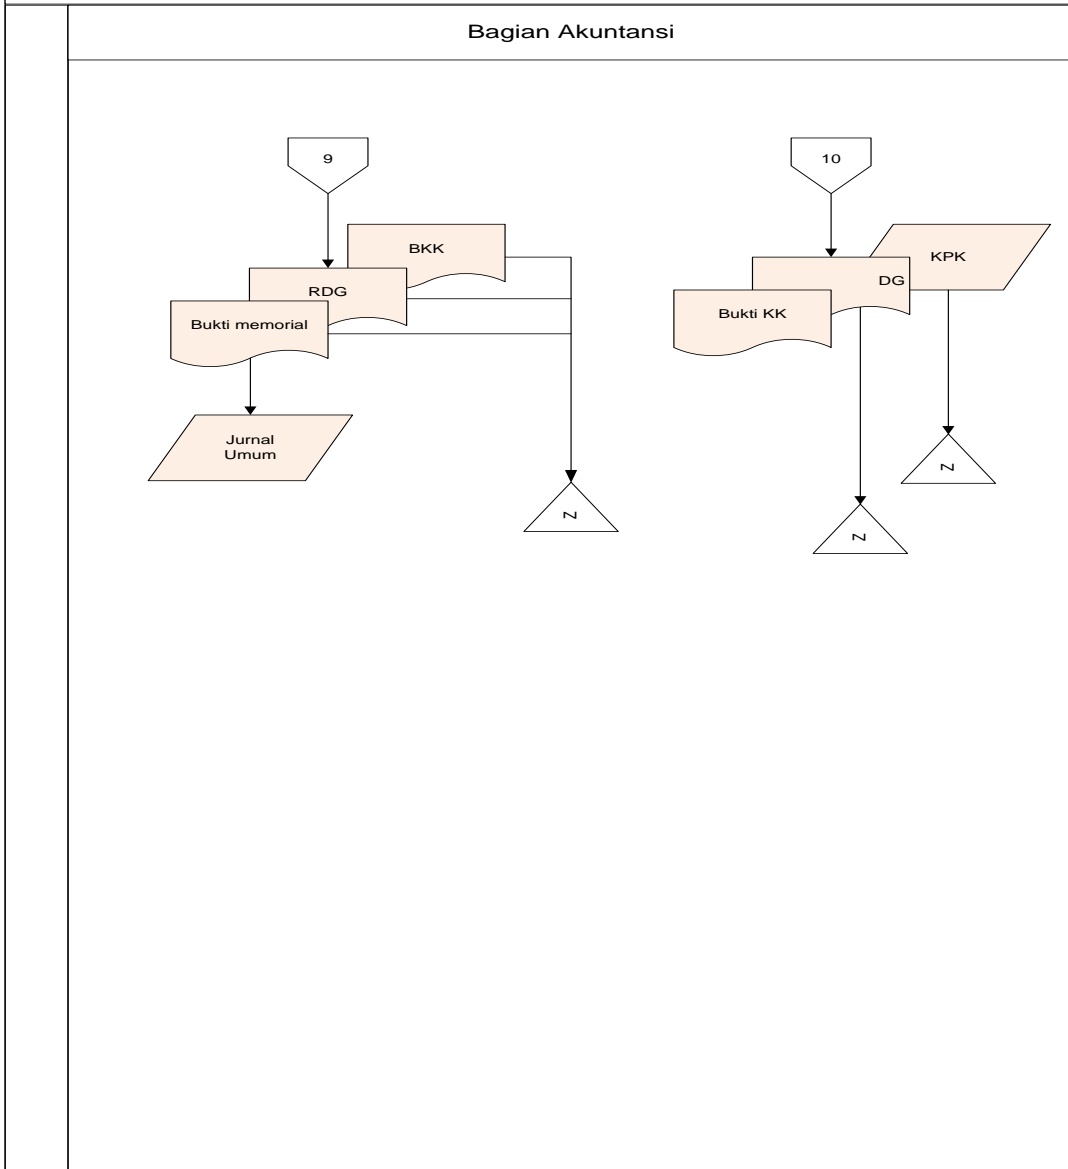 Bagian Akuntansi
9
BKK
RDG
Bukti memorial
Jurnal
Umum
N
10
KPK
DG
Bukti KK
N
N